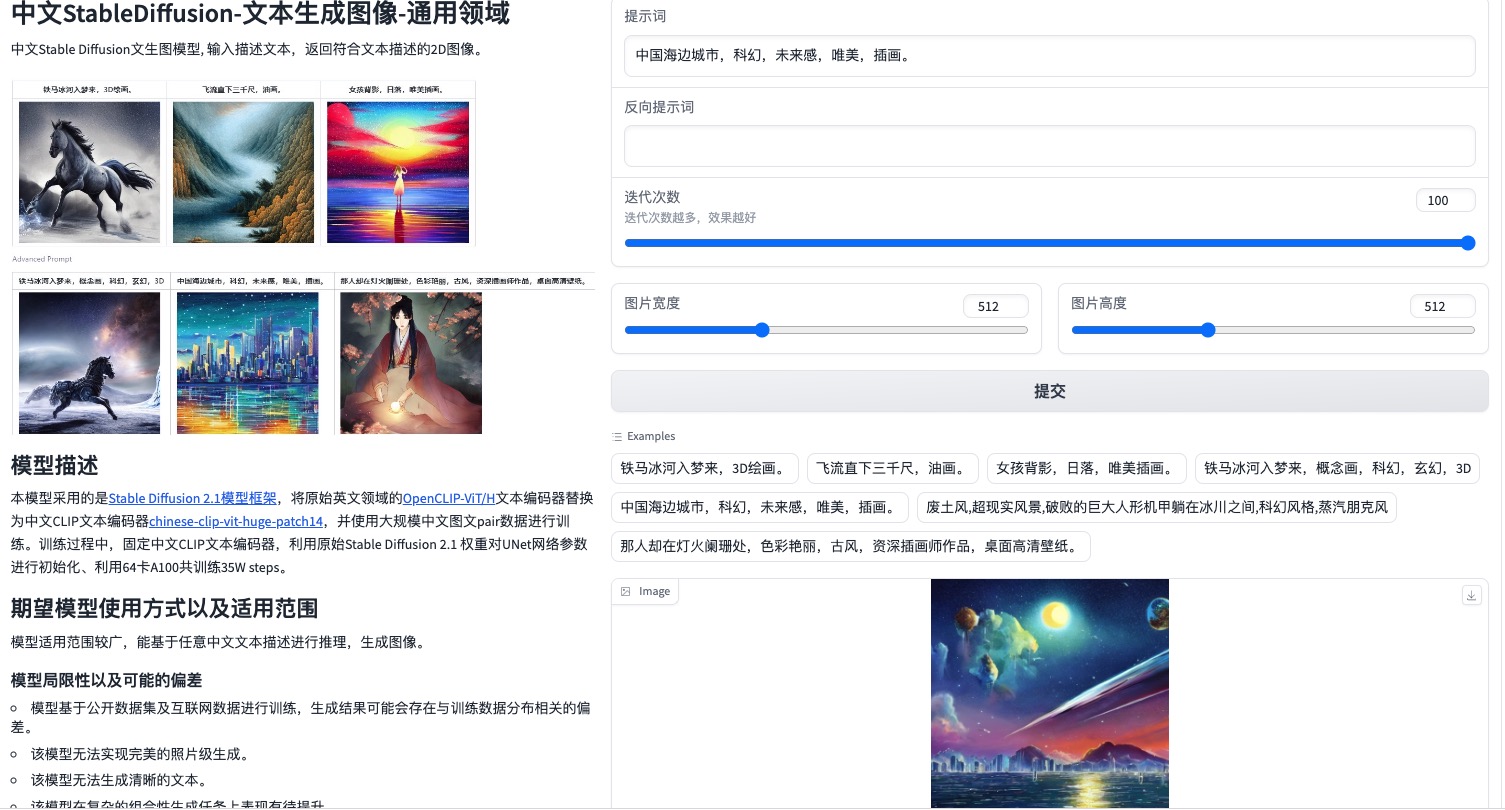 中文StableDiffusion-文本生成图像-通用领域
中文Stable Diffusion文生图模型, 输入描述文本，返回符合文本描述的2D图像。
铁马冰河入梦来，3D绘画。
飞流直下三千尺，油画。
女孩背影，日落，唯美插画。
Advanced Prompt
铁马冰河入梦来，概念画，科幻，玄幻，3D
中国海边城市，科幻，未来感，唯美，插画。
那人却在灯火阑珊处，色彩艳丽，古风，资深插画师作品，桌面高清壁纸。
模型描述
本模型采用的是Stable Diffusion 2.1模型框架，将原始英文领域的OpenCLIP-ViT/H文本编码器替换
为中文CLIP文本编码器chinese-clip-vit-huge-patch14，并使用大规模中文图文pair数据进行训
练。训练过程中，固定中文CLIP文本编码器，利用原始Stable Diffusion 2.1 权重对UNet网络参数
进行初始化、利用64卡A100共训练35W steps。
期望模型使用方式以及适用范围
模型适用范围较广，能基于任意中文文本描述进行推理，生成图像。
模型局限性以及可能的偏差
模型基于公开数据集及互联网数据进行训练，生成结果可能会存在与训练数据分布相关的偏
差。
该模型无法实现完美的照片级生成。
该模型无法生成清晰的文本。
该模型在复杂的组合性生成任务上表现有待提升
提示词
中国海边城市，科幻，未来感，唯美，插画。
反向提示词
迭代次数
100
迭代次数越多，效果越好
图片宽度
512
图片高度
512
提交
Examples
铁马冰河入梦来，3D绘画。
飞流直下三千尺，油画。
女孩背影，日落，唯美插画。
铁马冰河入梦来，概念画，科幻，玄幻，3D
中国海边城市，科幻，未来感，唯美，插画。
废土风,超现实风景,破败的巨大人形机甲躺在冰川之间,科幻风格,蒸汽朋克风
那人却在灯火阑珊处，色彩艳丽，古风，资深插画师作品，桌面高清壁纸。
Image